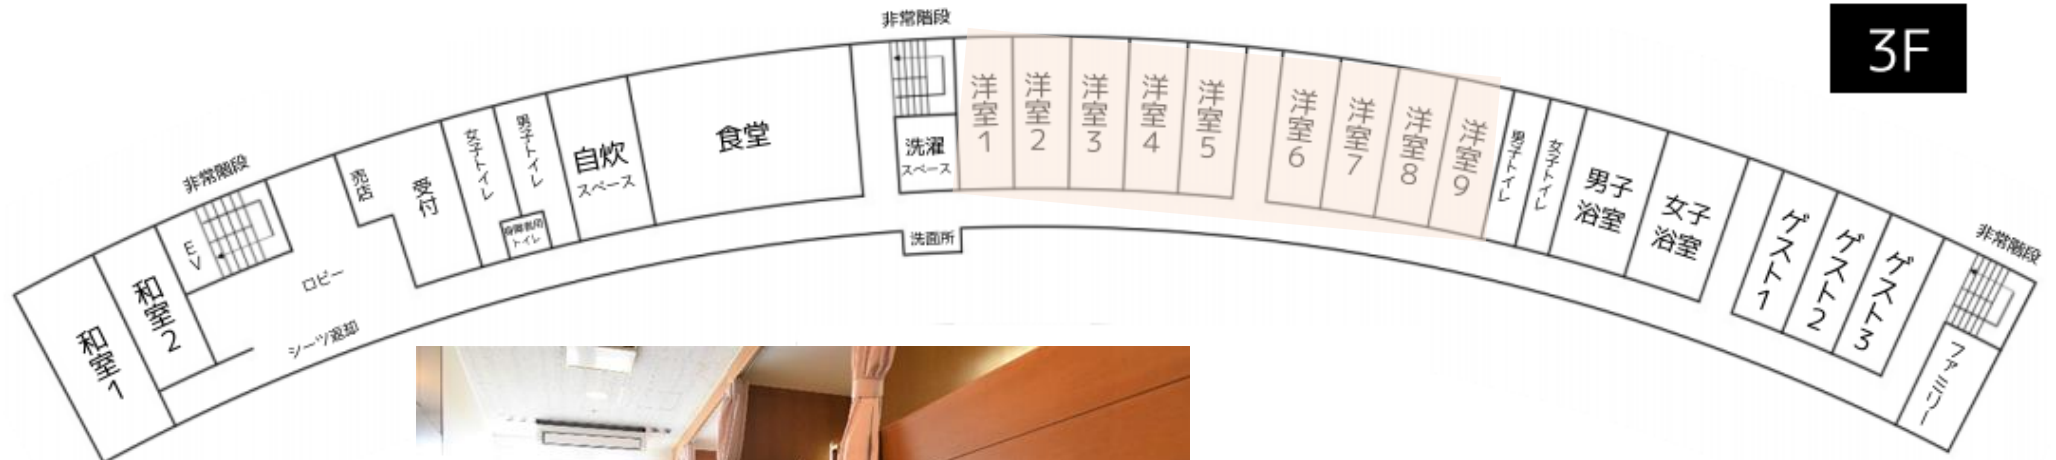 3F
非常階段
非常階段
非常階段
和室1
和室2
EV
ロビー
シーツ返却
売店
受付
女子トイレ
男子トイレ
トイレ
自炊
スペース
食堂
洗濯
スペース
洗面所
洋室1
洋室2
洋室3
洋室4
洋室5
洋室6
洋室7
洋室8
洋室9
男子トイレ
女子トイレ
男子
浴室
女子
浴室
ゲスト1
ゲスト2
ゲスト3
ファミリー